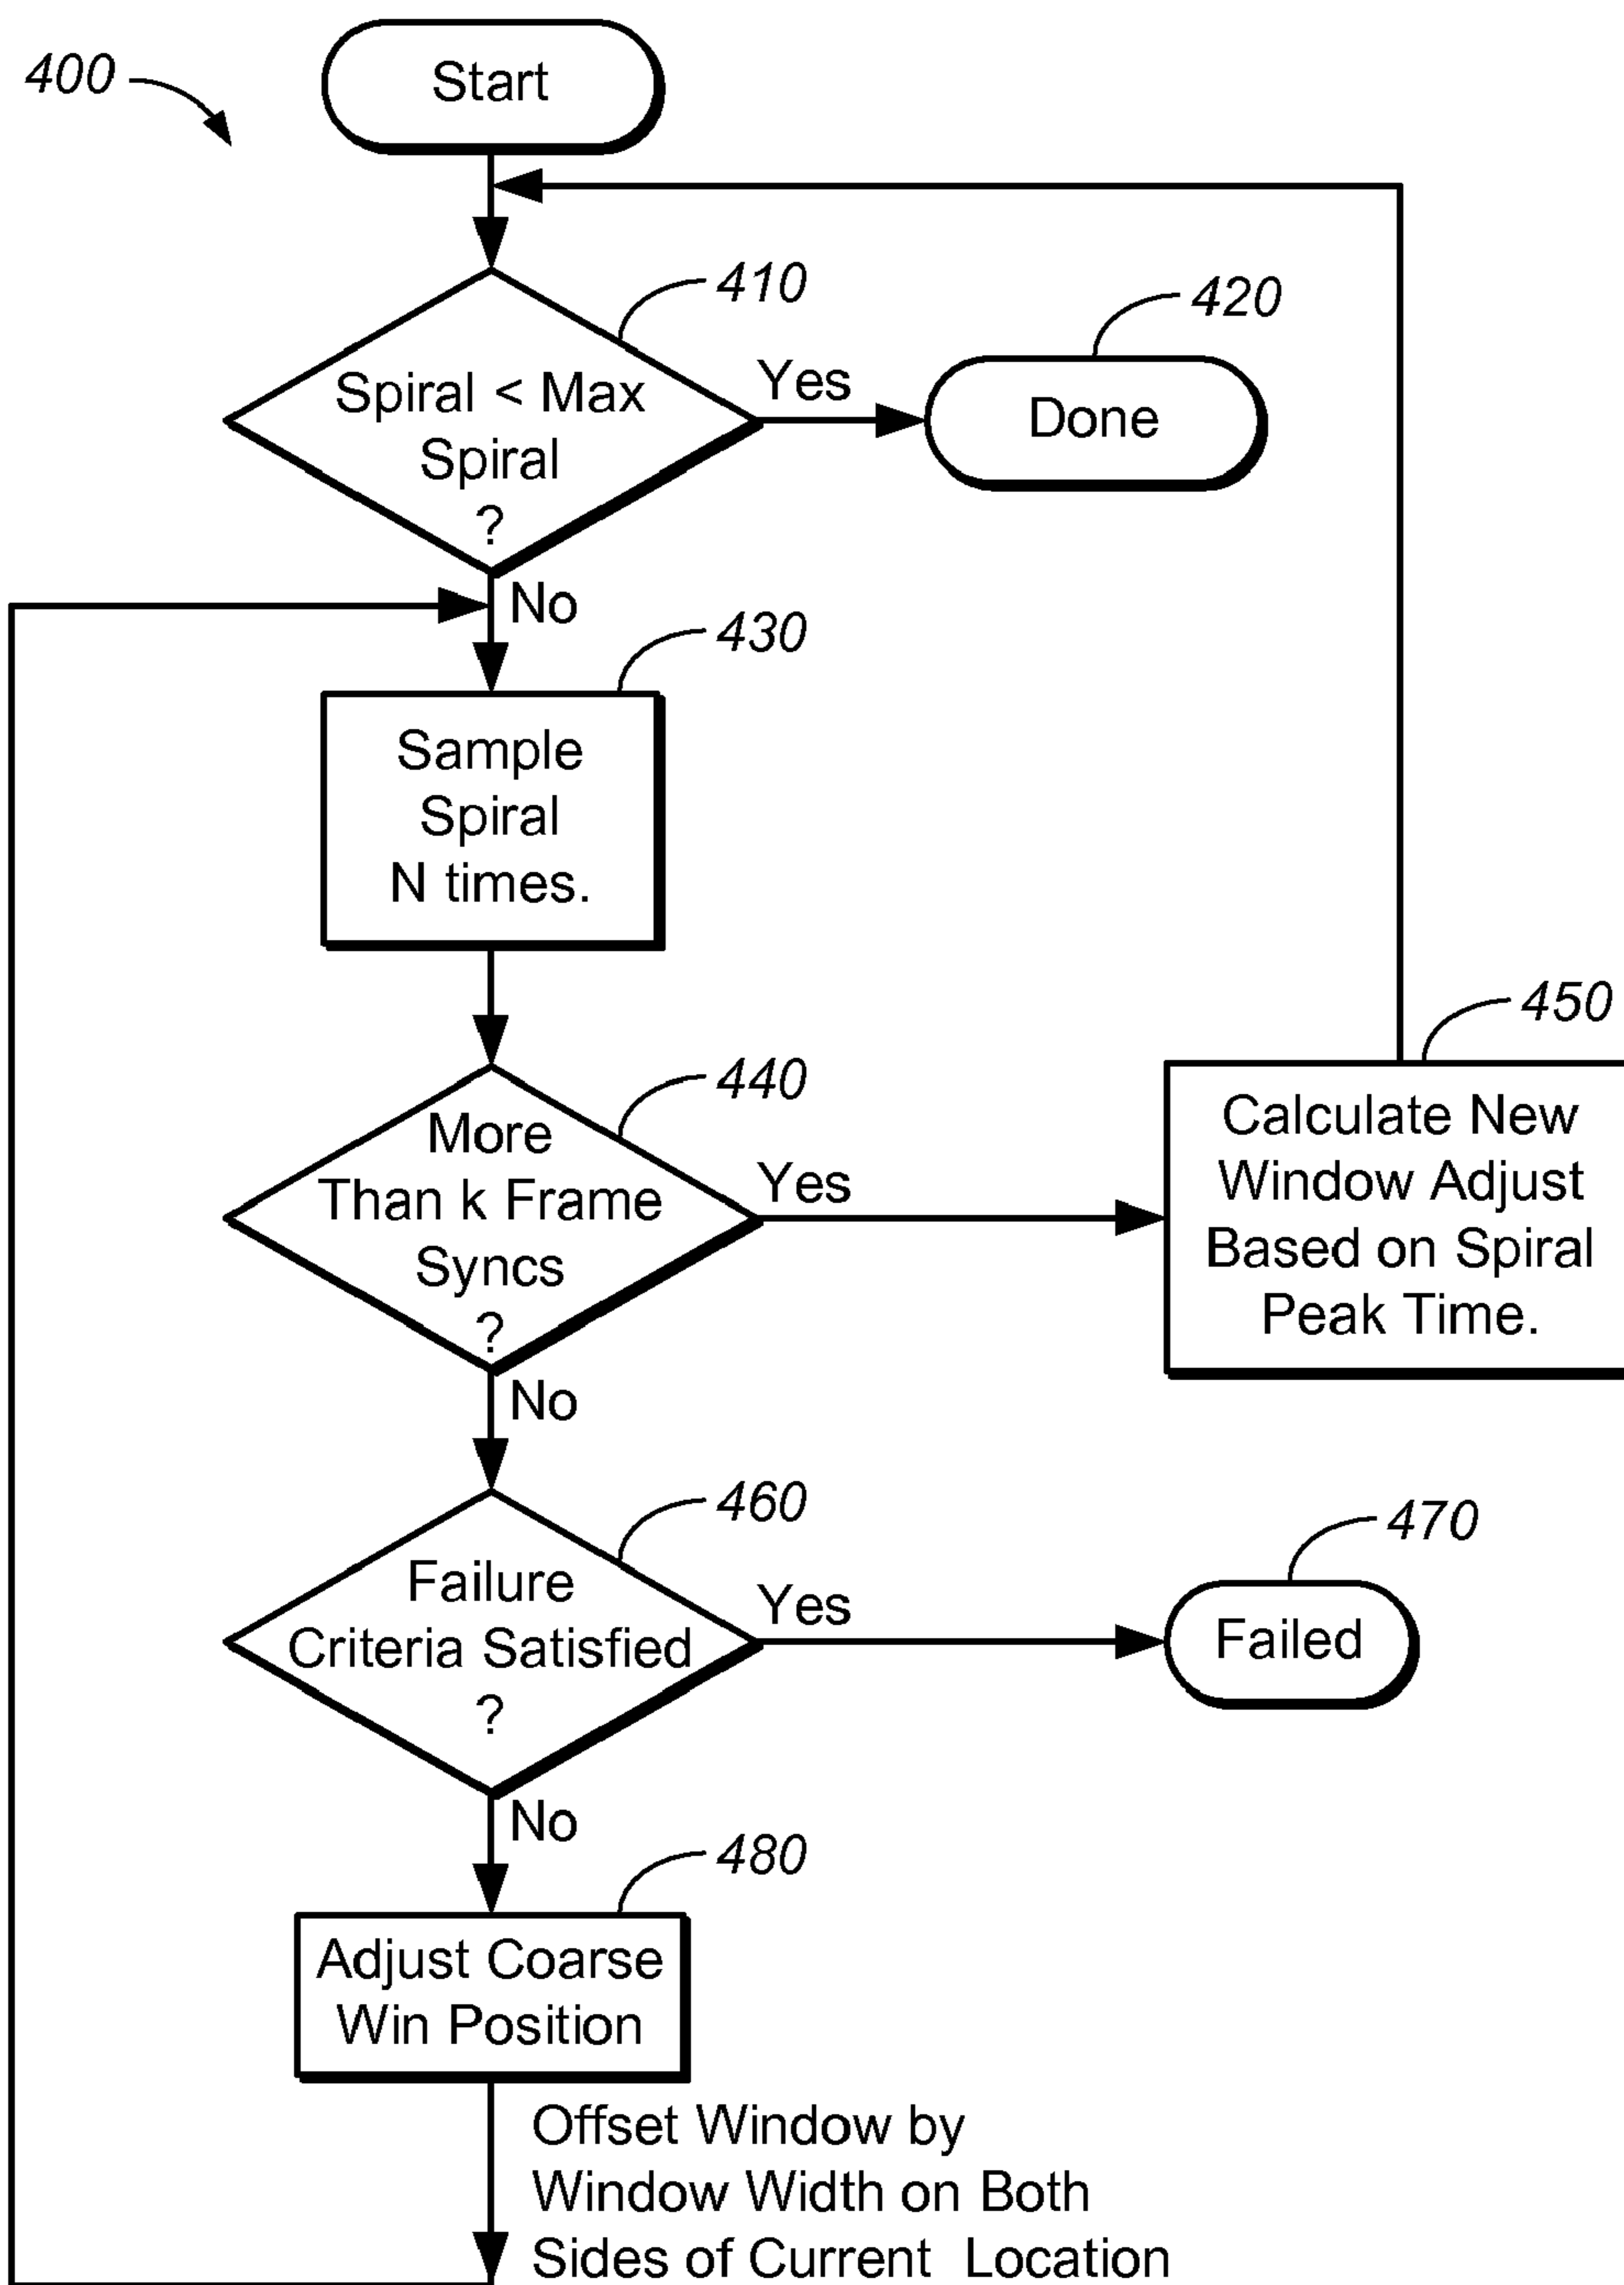 400
Start
410
420
Spiral < Max
Spiral
?
Yes
Done
No
430
Sample
Spiral
N times.
440
450
More
Than k Frame
Syncs
?
Yes
Calculate New
Window Adjust
Based on Spiral
Peak Time.
No
460
470
Failure
Criteria Satisfied
?
Yes
Failed
No
480
Adjust Coarse
Win Position
Offset Window by
Window Width on Both
Sides of Current Location